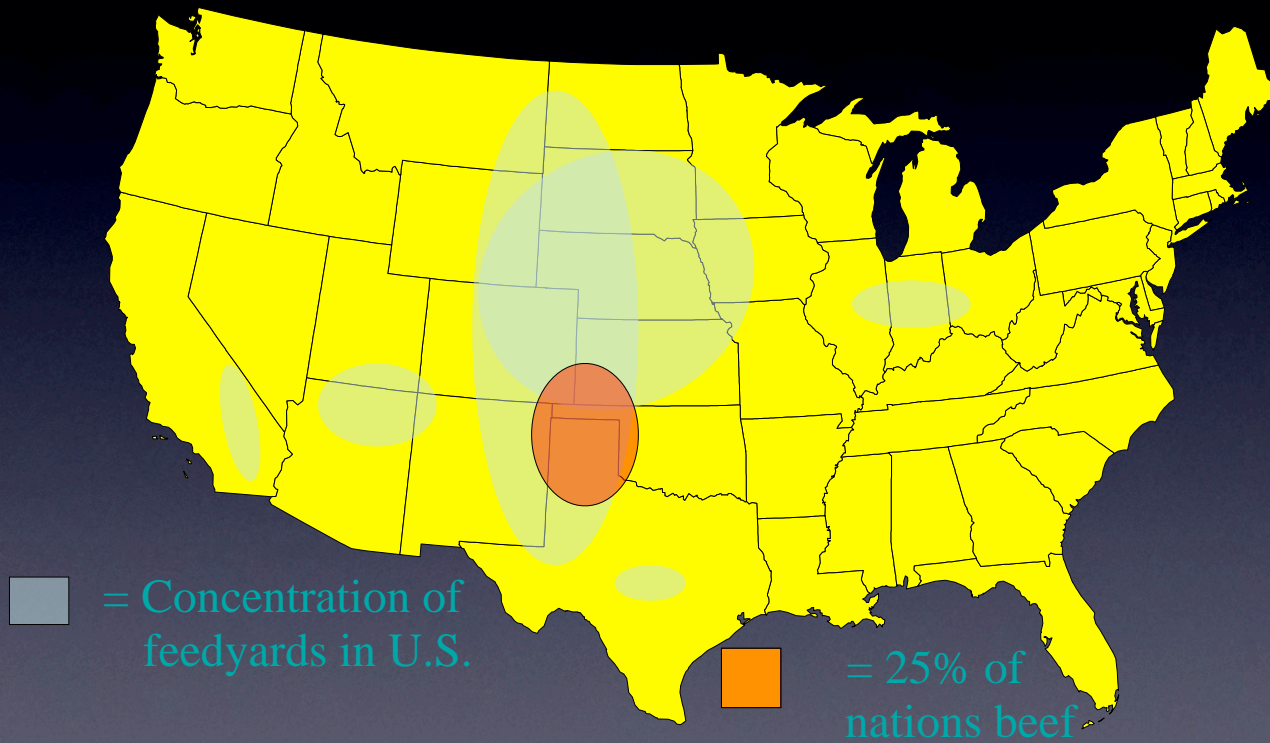 = Concentration of
feedyards in U.S.
= 25% of
nations beef